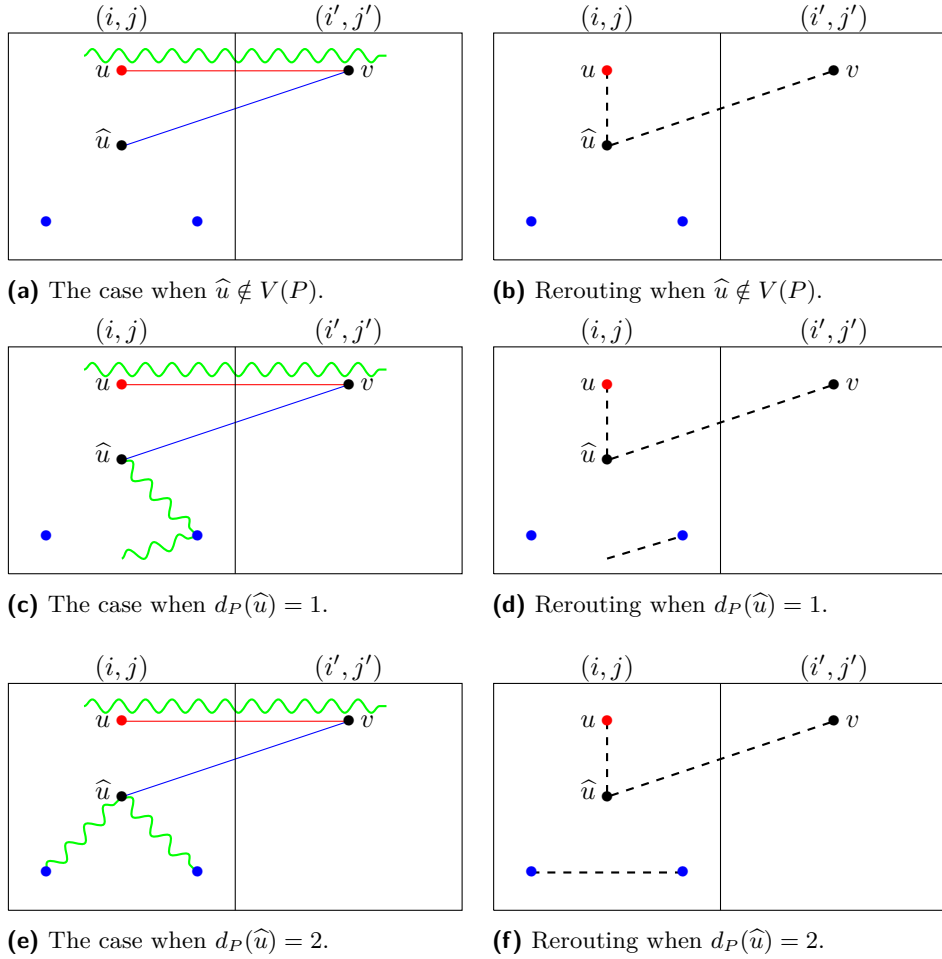 (i, j) (i′, j′) (i, j) (i′, j′)
u v u v
û û
(a) The case when û ∉ V(P). (b) Rerouting when û ∉ V(P).
(i, j) (i′, j′) (i, j) (i′, j′)
u v u v
û û
(c) The case when d_P(û) = 1. (d) Rerouting when d_P(û) = 1.
(i, j) (i′, j′) (i, j) (i′, j′)
u v u v
û û
(e) The case when d_P(û) = 2. (f) Rerouting when d_P(û) = 2.